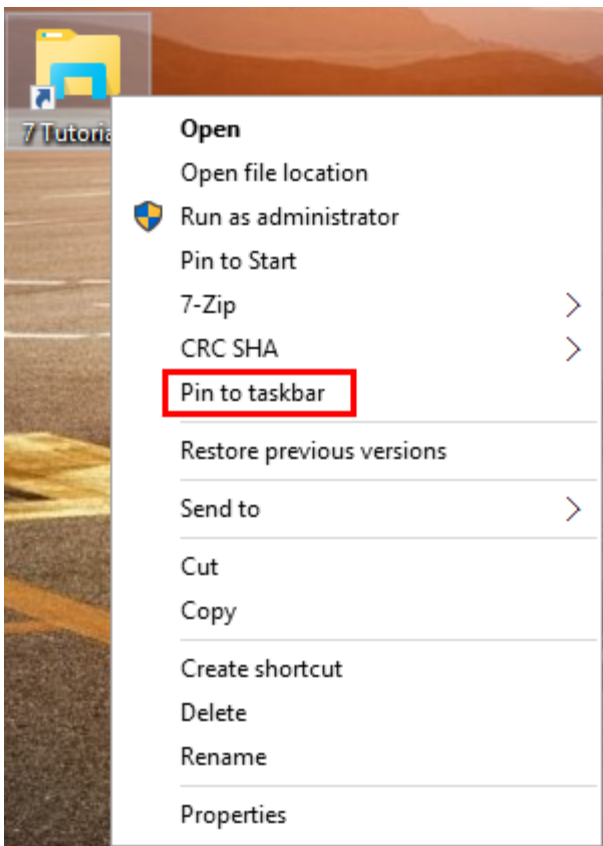 7 Tutoria
Open
Open file location
Run as administrator
Pin to Start
7-Zip
CRC SHA
Pin to taskbar
Restore previous versions
Send to
Cut
Copy
Create shortcut
Delete
Rename
Properties